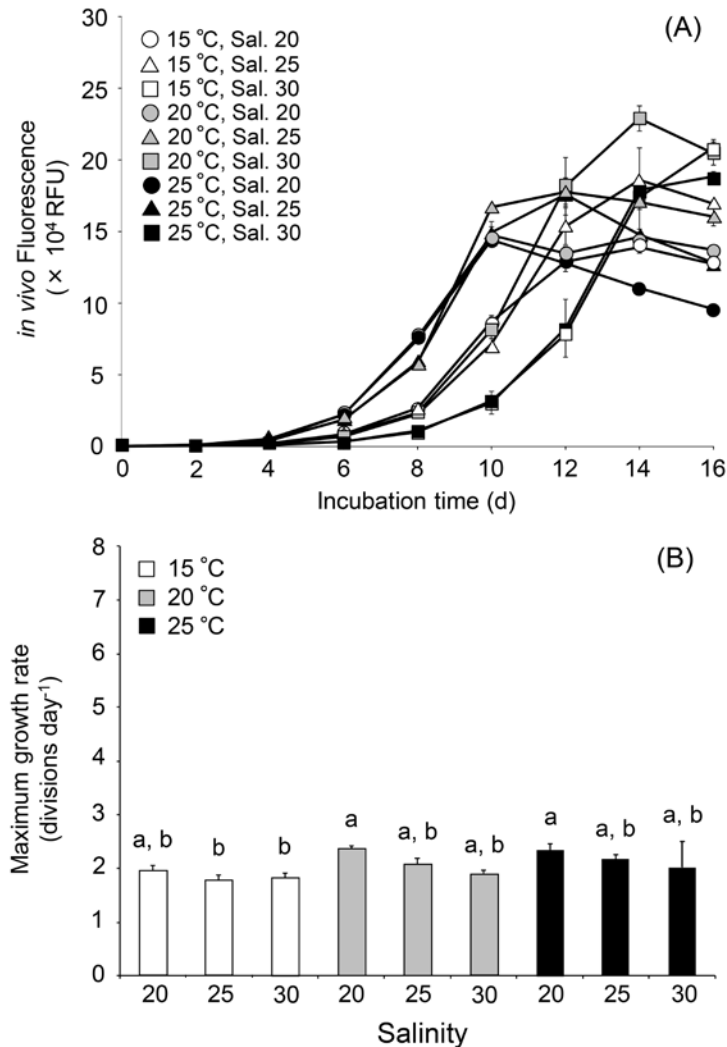 (A)
30
25
20
15
10
5
0
in vivo Fluorescence
( × 10⁴ RFU)
15 °C, Sal. 20
15 °C, Sal. 25
15 °C, Sal. 30
20 °C, Sal. 20
20 °C, Sal. 25
20 °C, Sal. 30
25 °C, Sal. 20
25 °C, Sal. 25
25 °C, Sal. 30
0 2 4 6 8 10 12 14 16
Incubation time (d)
(B)
8
7
6
5
4
3
2
1
0
Maximum growth rate
(divisions day⁻¹)
15 °C
20 °C
25 °C
a, b b b a a, b a, b a a, b a, b
20 25 30 20 25 30 20 25 30
Salinity